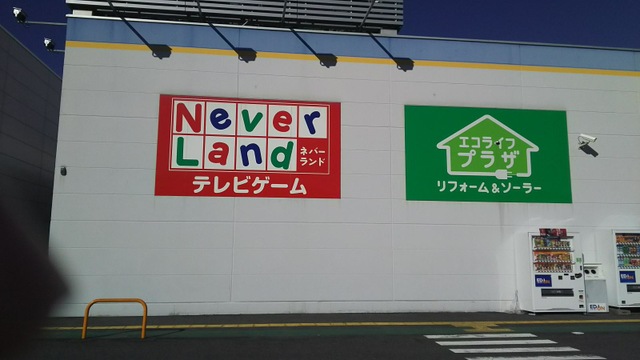 Never
Land
ネバー
ランド
テレビゲーム
エコライフ
プラザ
リフォーム&ソーラー